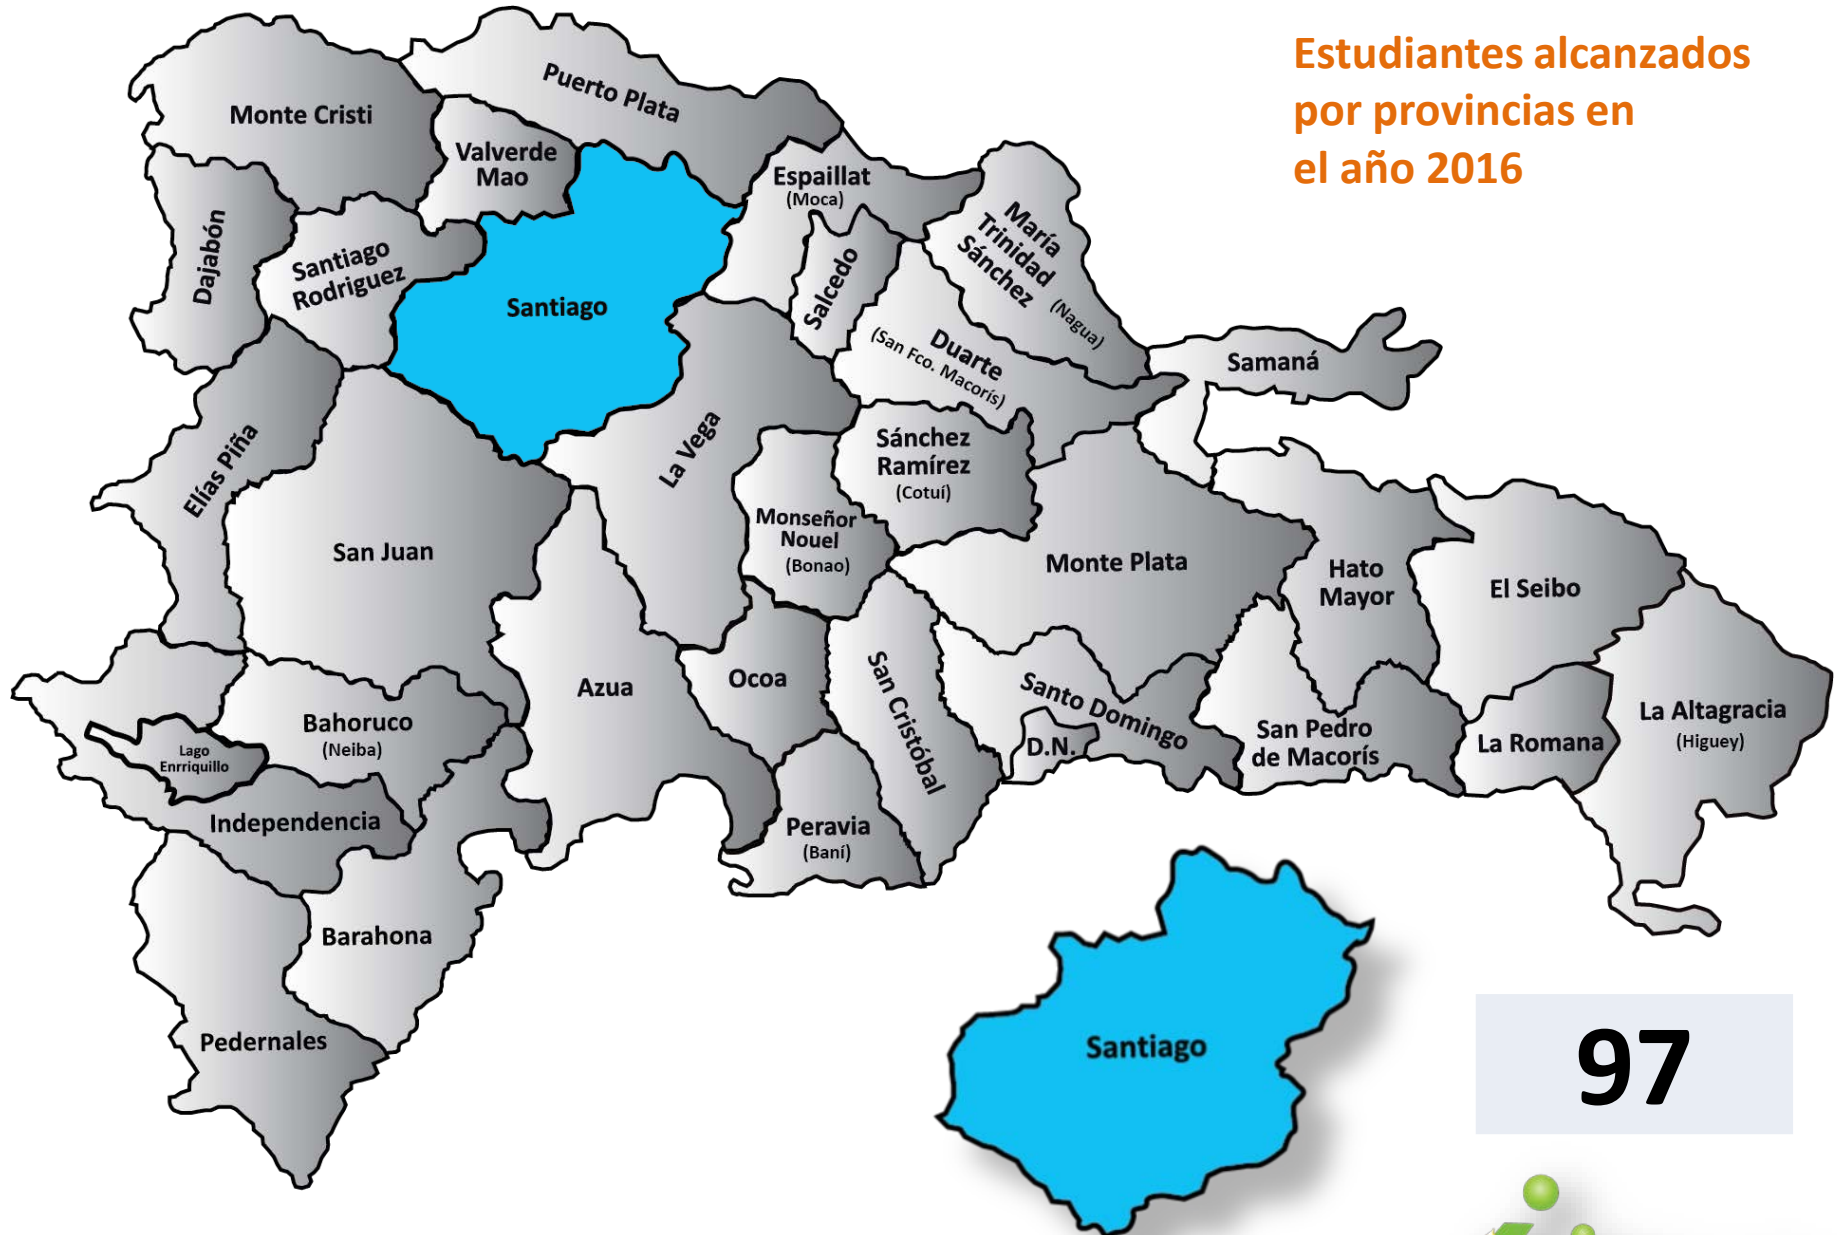 Estudiantes alcanzados
por provincias en
el año 2016
Puerto Plata
Monte Cristi
Valverde
Mao
Espaillat
(Moca)
María
Trinidad
Sánchez
(Nagua)
Dajabón
Santiago
Rodriguez
Santiago
Salcedo
Duarte
(San Fco. Macorís)
Samaná
Elías Piña
La Vega
Sánchez
Ramírez
(Cotuí)
San Juan
Monseñor
Nouel
(Bonao)
Monte Plata
Hato
Mayor
El Seibo
Azua
Ocoa
San Cristóbal
Santo Domingo
D.N.
San Pedro
de Macorís
La Romana
La Altagracia
(Higuey)
Bahoruco
(Neiba)
Lago
Enrriquillo
Independencia
Peravia
(Baní)
Barahona
Pedernales
Santiago
97